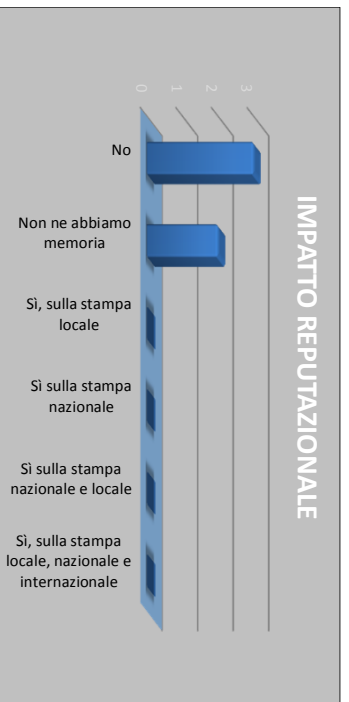 IMPATTO REPUTAZIONALE
0
1
2
3
No
Non ne abbiamo
memoria
Sì, sulla stampa
locale
Sì sulla stampa
nazionale
Sì sulla stampa
nazionale e locale
Sì, sulla stampa
locale, nazionale e
internazionale